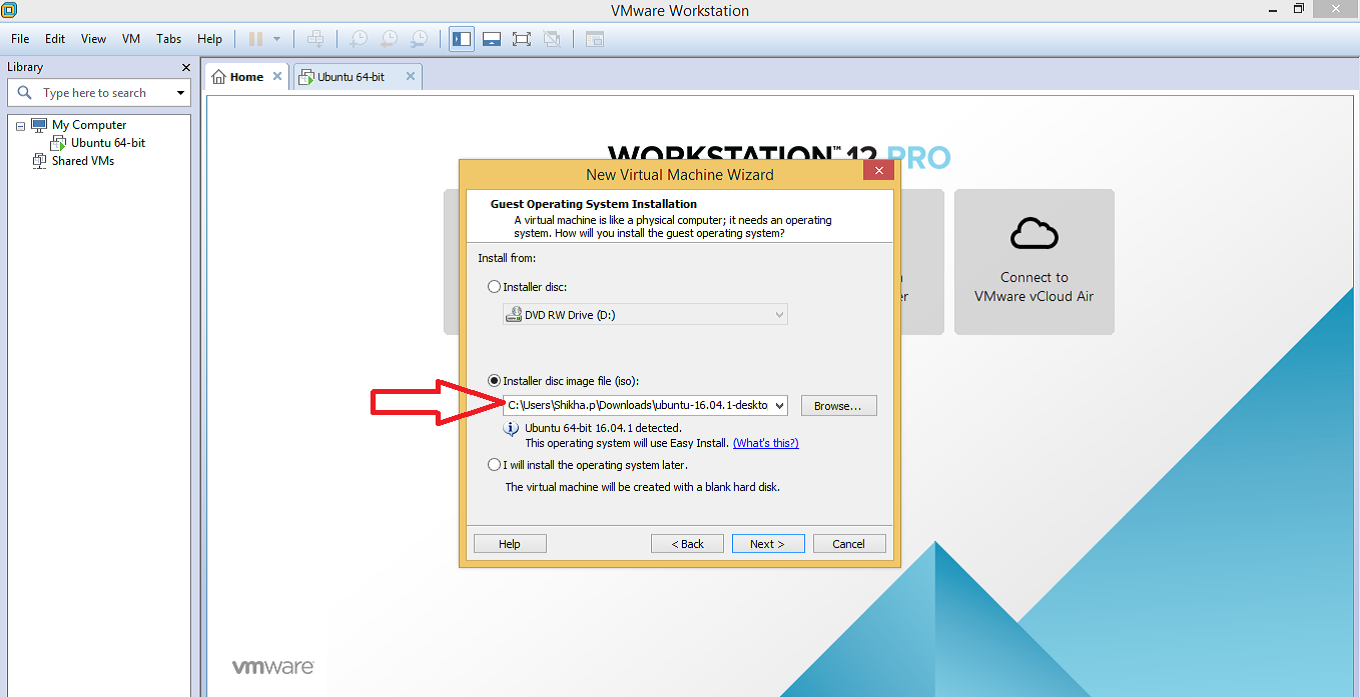 VMware Workstation
File Edit View VM Tabs Help
Library
Type here to search
My Computer
Ubuntu 64-bit
Shared VMs
Home
Ubuntu 64-bit
WORKSTATION™ 12 PRO
New Virtual Machine Wizard
Guest Operating System Installation
A virtual machine is like a physical computer; it needs an operating
system. How will you install the guest operating system?
Install from:
Installer disc:
DVD RW Drive (D:)
Installer disc image file (iso):
C:\Users\Shikha.p\Downloads\ubuntu-16.04.1-deskto
Browse...
Ubuntu 64-bit 16.04.1 detected.
This operating system will use Easy Install. (What's this?)
I will install the operating system later.
The virtual machine will be created with a blank hard disk.
Help
< Back
Next >
Cancel
Connect to
VMware vCloud Air
vmware